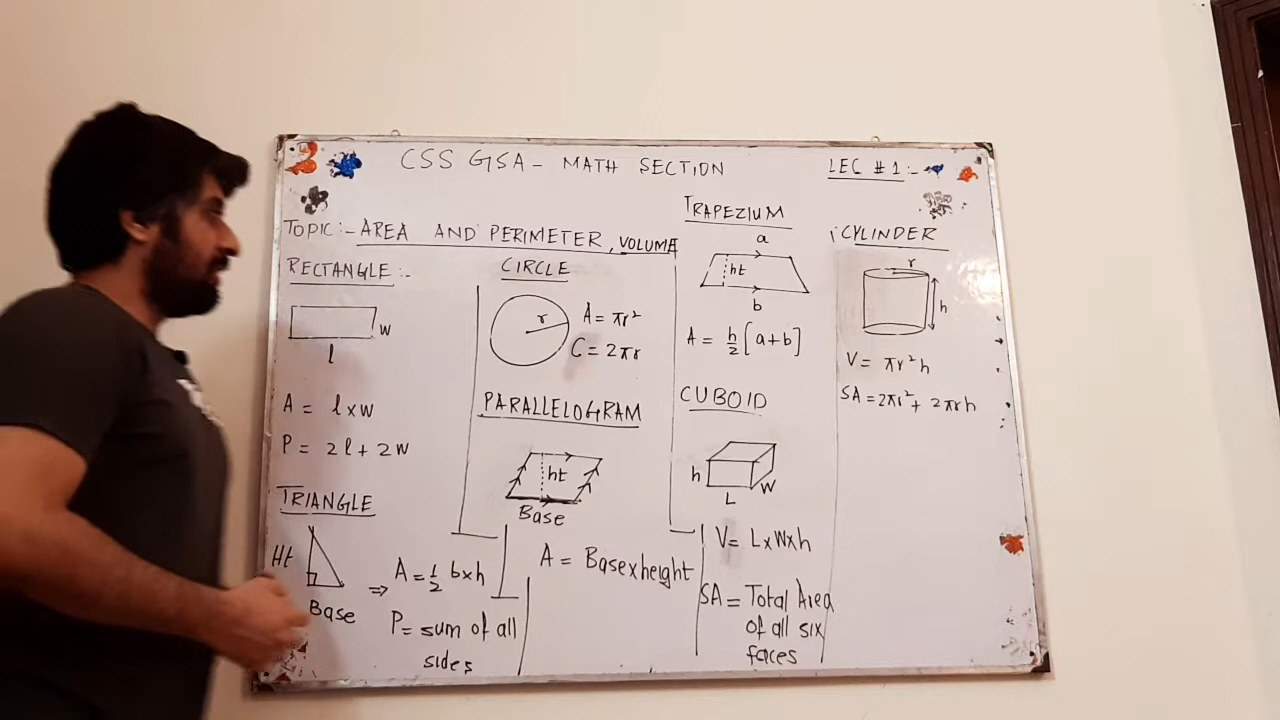 CSS GSA - MATH SECTION
LEC # 1:-
TOPIC:- AREA AND PERIMETER, VOLUME
RECTANGLE:-
w
l
A = l x w
P = 2l + 2w
TRIANGLE
Ht
Base
⇒ A = 1/2 b x h
P = sum of all
sides
CIRCLE
r
A = πr²
C = 2πr
PARALLELOGRAM
ht
Base
A = Base x height
TRAPEZIUM
a
ht
b
A = h/2 [a+b]
CUBOID
h
L
W
V = L x W x h
SA = Total Area
of all six
faces
CYLINDER
r
h
V = πr²h
SA = 2πr² + 2πrh